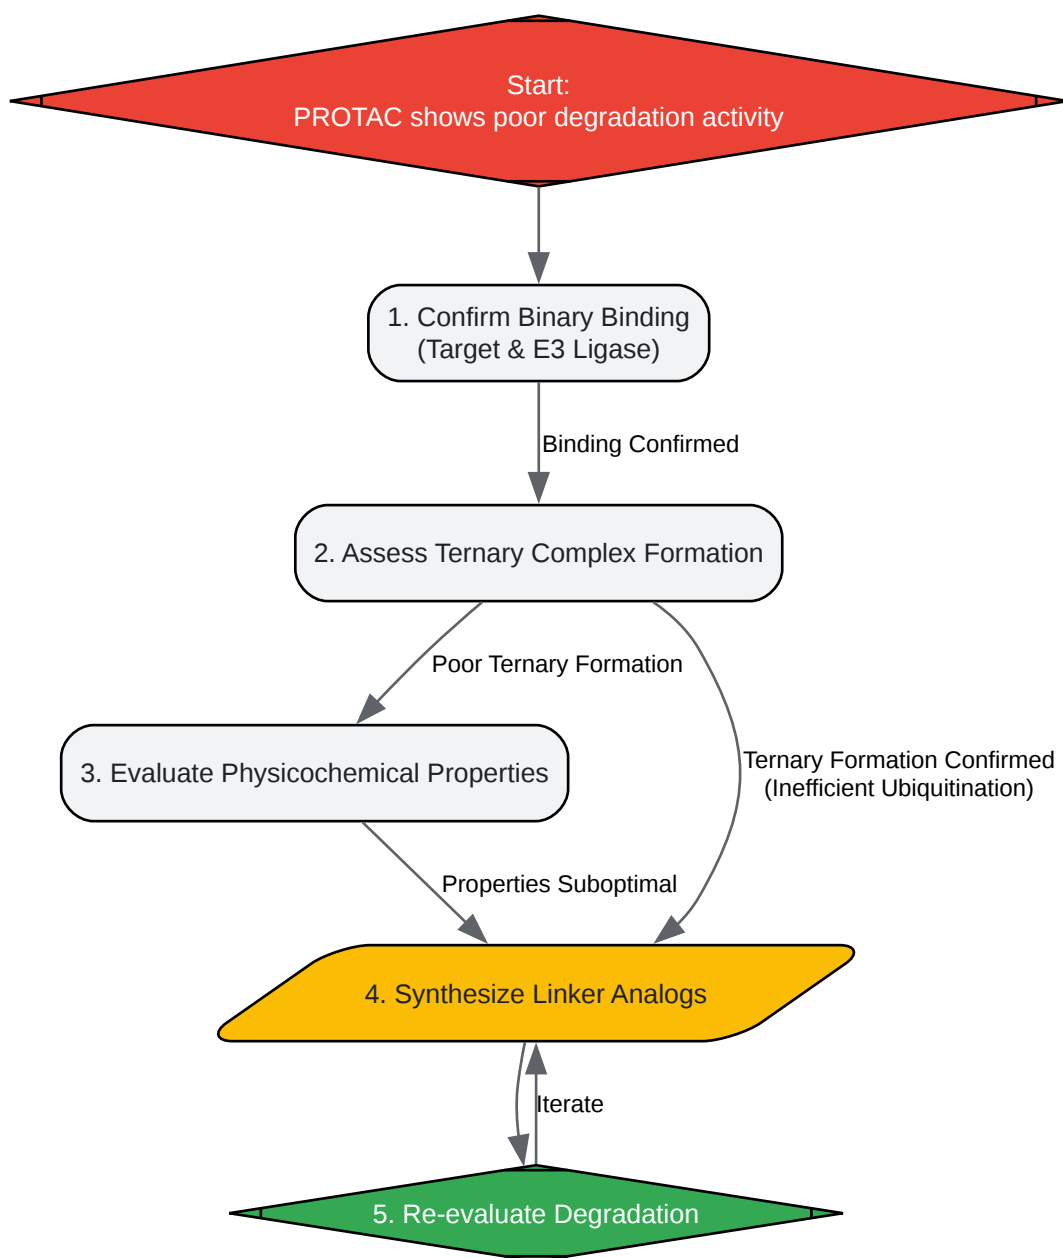 Start:
PROTAC shows poor degradation activity
1. Confirm Binary Binding
(Target & E3 Ligase)
Binding Confirmed
2. Assess Ternary Complex Formation
Poor Ternary Formation
Ternary Formation Confirmed
(Inefficient Ubiquitination)
3. Evaluate Physicochemical Properties
Properties Suboptimal
4. Synthesize Linker Analogs
Iterate
5. Re-evaluate Degradation